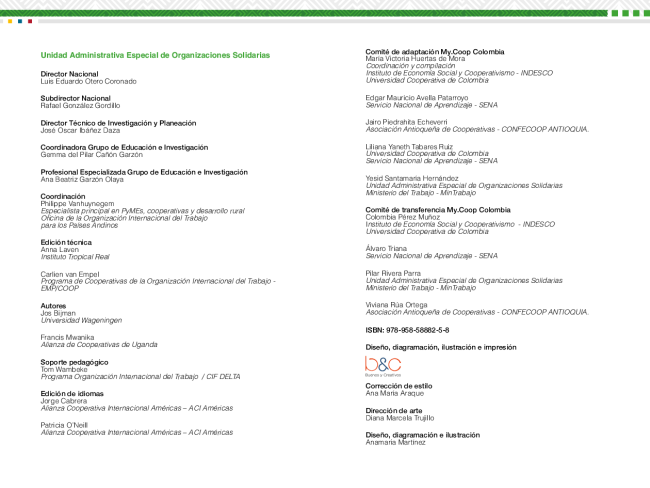 Unidad Administrativa Especial de Organizaciones Solidarias
Director Nacional
Luis Eduardo Otero Coronado
Subdirector Nacional
Rafael González Gordillo
Director Técnico de Investigación y Planeación
José Oscar Ibáñez Daza
Coordinadora Grupo de Educación e Investigación
Gemma del Pilar Cañón Garzón
Profesional Especializada Grupo de Educación e Investigación
Ana Beatriz Garzón Olaya
Coordinación
Philippe Vanhuynegem
Especialista principal en PyMEs, cooperativas y desarrollo rural
Oficina de la Organización Internacional del Trabajo
para los Países Andinos
Edición técnica
Anna Laven
Instituto Tropical Real
Carlien van Empel
Programa de Cooperativas de la Organización Internacional del Trabajo -
EMP/COOP
Autores
Jos Bijman
Universidad Wageningen
Francis Mwanika
Alianza de Cooperativas de Uganda
Soporte pedagógico
Tom Wambeke
Programa Organización Internacional del Trabajo / CIF DELTA
Edición de idiomas
Jorge Cabrera
Alianza Cooperativa Internacional Américas – ACI Américas
Patricia O'Neill
Alianza Cooperativa Internacional Américas – ACI Américas
Comité de adaptación My.Coop Colombia
María Victoria Huertas de Mora
Coordinación y compilación
Instituto de Economía Social y Cooperativismo - INDESCO
Universidad Cooperativa de Colombia
Edgar Mauricio Avella Patarroyo
Servicio Nacional de Aprendizaje - SENA
Jairo Piedrahita Echeverri
Asociación Antioqueña de Cooperativas - CONFECOOP ANTIOQUIA.
Liliana Yaneth Tabares Ruiz
Universidad Cooperativa de Colombia
Servicio Nacional de Aprendizaje - SENA
Yesid Santamaría Hernández
Unidad Administrativa Espacial de Organizaciones Solidarias
Ministerio del Trabajo - MinTrabajo
Comité de transferencia My.Coop Colombia
Colombia Pérez Muñoz
Instituto de Economía Social y Cooperativismo - INDESCO
Universidad Cooperativa de Colombia
Álvaro Triana
Servicio Nacional de Aprendizaje - SENA
Pilar Rivera Parra
Unidad Administrativa Espacial de Organizaciones Solidarias
Ministerio del Trabajo - MinTrabajo
Viviana Rúa Ortega
Asociación Antioqueña de Cooperativas - CONFECOOP ANTIOQUIA.
ISBN: 978-958-58882-5-8
Diseño, diagramación, ilustración e impresión
b&c
Buenos y Creativos
Corrección de estilo
Ana María Araque
Dirección de arte
Diana Marcela Trujillo
Diseño, diagramación e ilustración
Anamaria Martínez